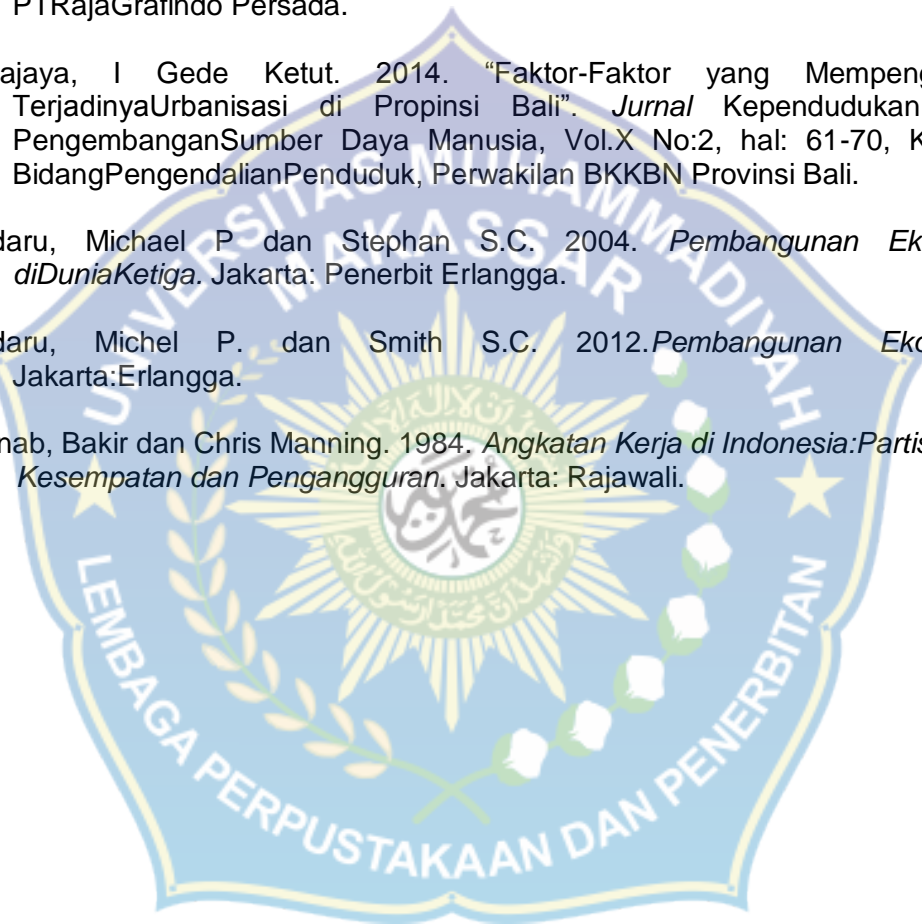 PTRajaGrafindo Persada.
ajaya, I Gede Ketut. 2014. “Faktor-Faktor yang Mempeng
TerjadinyaUrbanisasi di Propinsi Bali”. Jurnal Kependudukan
PengembanganSumber Daya Manusia, Vol.X No:2, hal: 61-70, K
BidangPengendalianPenduduk, Perwakilan BKKBN Provinsi Bali.
daru, Michael P dan Stephan S.C. 2004. Pembangunan Ek
diDuniaKetiga. Jakarta: Penerbit Erlangga.
daru, Michel P. dan Smith S.C. 2012.Pembangunan Eko
Jakarta:Erlangga.
nab, Bakir dan Chris Manning. 1984. Angkatan Kerja di Indonesia:Partis
Kesempatan dan Pengangguran. Jakarta: Rajawali.
UNIVERSITAS MUHAMMADIYAH
MAKASSAR
LEMBAGA PERPUSTAKAAN DAN PENERBITAN